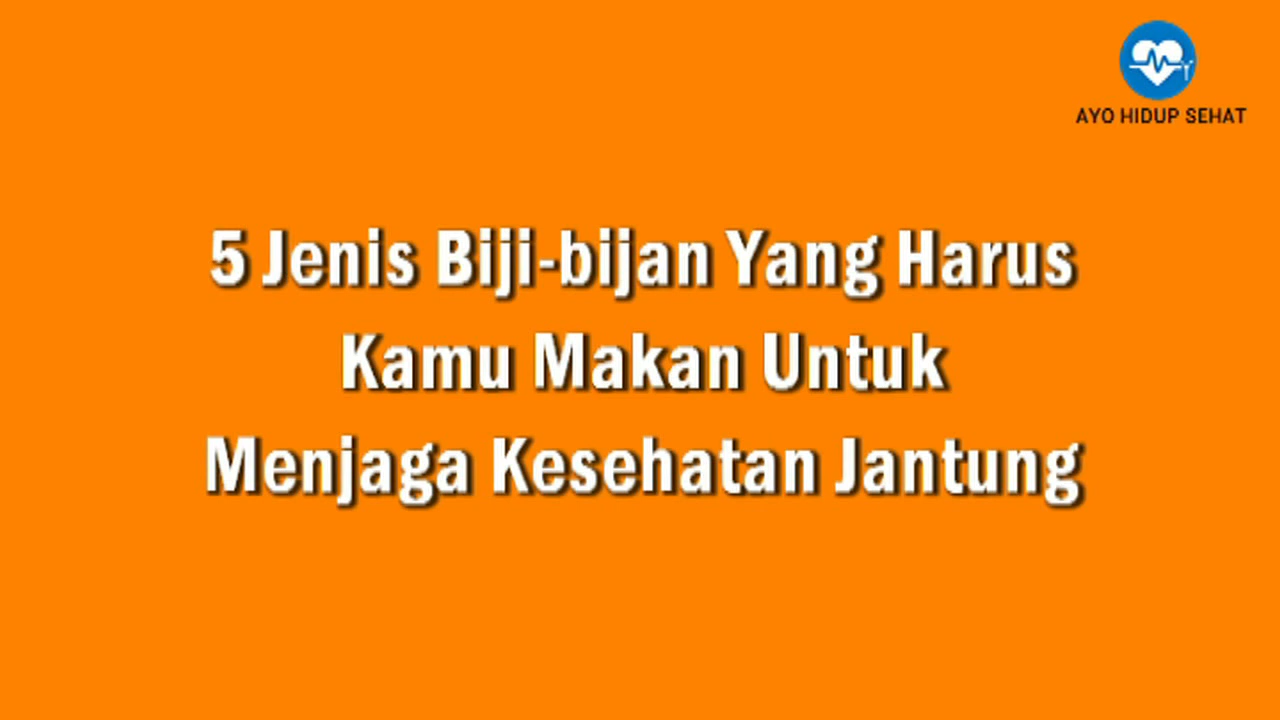 AYO HIDUP SEHAT
5 Jenis Biji-bijan Yang Harus
Kamu Makan Untuk
Menjaga Kesehatan Jantung